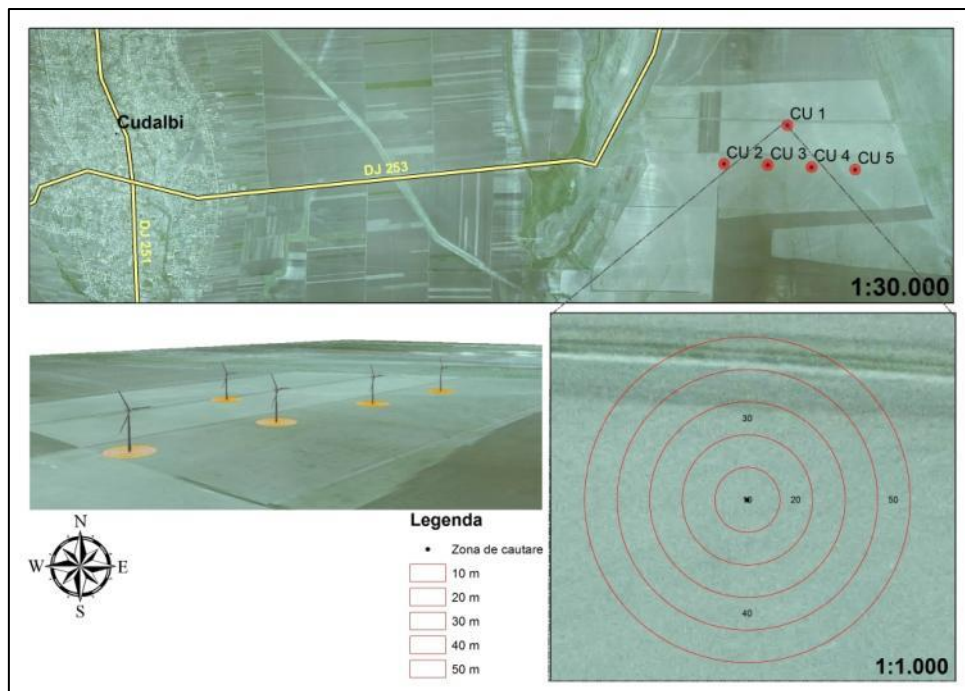 Cudalbi
DJ 253
DJ 251
CU 1
CU 2
CU 3
CU 4
CU 5
1:30.000
N
W
E
S
Legenda
Zona de cautare
10 m
20 m
30 m
40 m
50 m
30
10
20
50
40
1:1.000